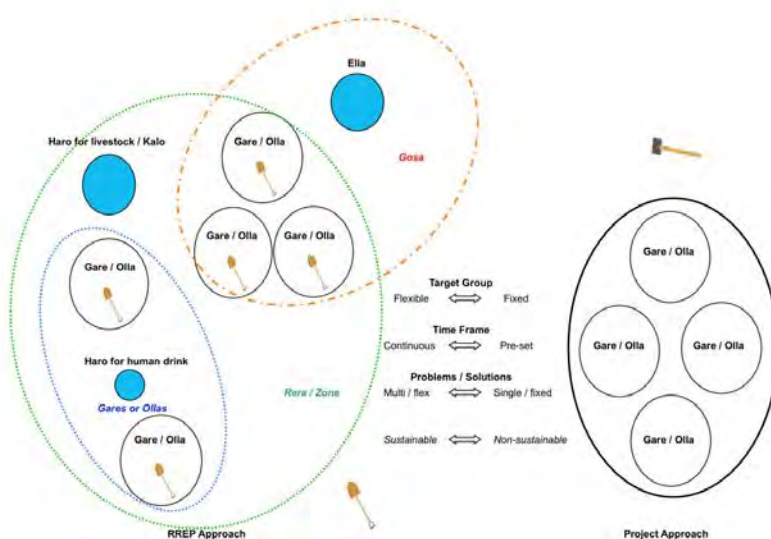 Ella
Haro for livestock / Kalo
Gare / Olla
Gosa
Gare / Olla
Gare / Olla
Gare / Olla
Haro for human drink
Gares or Ollas
Rera / Zone
Gare / Olla
RREP Approach
Target Group
Flexible Fixed
Time Frame
Continuous Pre-set
Problems / Solutions
Multi / flex Single / fixed
Sustainable Non-sustainable
Gare / Olla
Gare / Olla
Gare / Olla
Gare / Olla
Project Approach